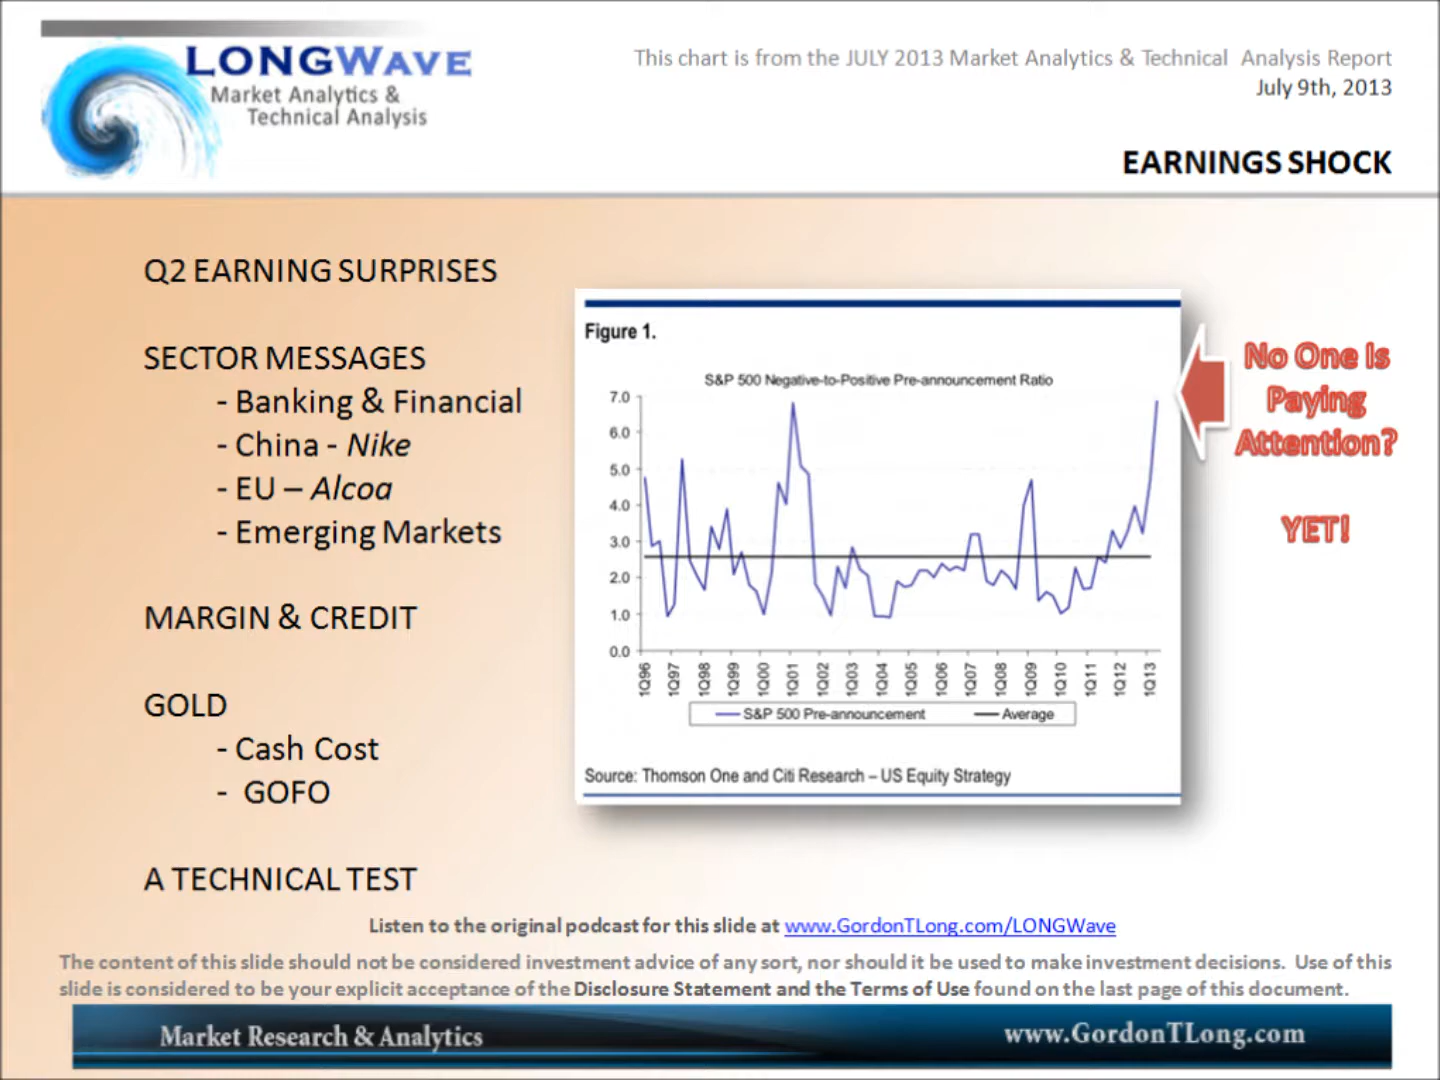 LONGWAVE
Market Analytics &
Technical Analysis
This chart is from the JULY 2013 Market Analytics & Technical Analysis Report
July 9th, 2013
EARNINGS SHOCK
Q2 EARNING SURPRISES
SECTOR MESSAGES
- Banking & Financial
- China - Nike
- EU – Alcoa
- Emerging Markets
MARGIN & CREDIT
GOLD
- Cash Cost
- GOFO
A TECHNICAL TEST
Figure 1.
S&P 500 Negative-to-Positive Pre-announcement Ratio
7.0
6.0
5.0
4.0
3.0
2.0
1.0
0.0
1Q96 1Q97 1Q98 1Q99 1Q00 1Q01 1Q02 1Q03 1Q04 1Q05 1Q06 1Q07 1Q08 1Q09 1Q10 1Q11 1Q12 1Q13
S&P 500 Pre-announcement Average
Source: Thomson One and Citi Research – US Equity Strategy
No One Is
Paying
Attention?
YET!
Listen to the original podcast for this slide at www.GordonTLong.com/LONGWave
The content of this slide should not be considered investment advice of any sort, nor should it be used to make investment decisions. Use of this
slide is considered to be your explicit acceptance of the Disclosure Statement and the Terms of Use found on the last page of this document.
Market Research & Analytics
www.GordonTLong.com